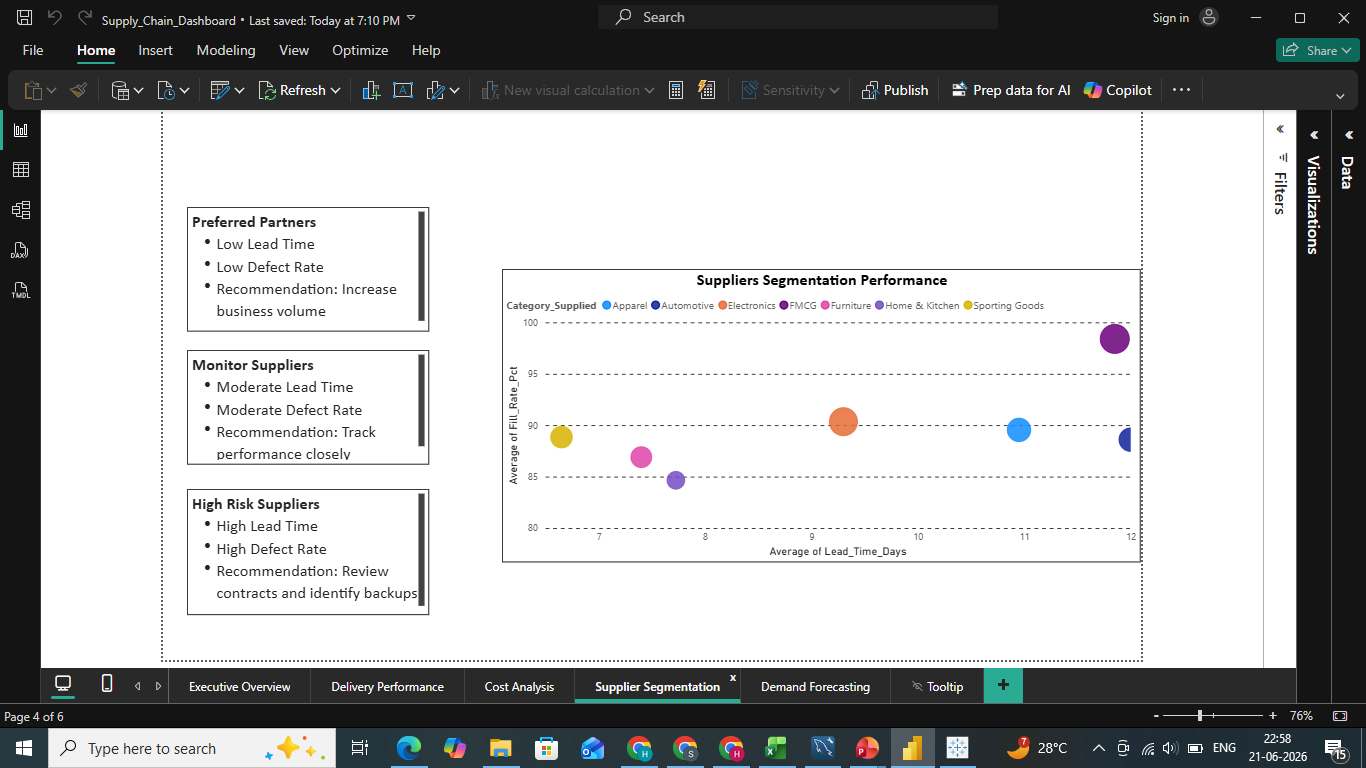 Supply_Chain_Dashboard • Last saved: Today at 7:10 PM
Search
Sign in
File Home Insert Modeling View Optimize Help
Share
Refresh
New visual calculation
Sensitivity
Publish
Prep data for AI
Copilot
DAX
TMDL
Filters
Visualizations
Data
Preferred Partners
• Low Lead Time
• Low Defect Rate
• Recommendation: Increase
business volume
Monitor Suppliers
• Moderate Lead Time
• Moderate Defect Rate
• Recommendation: Track
performance closely
High Risk Suppliers
• High Lead Time
• High Defect Rate
• Recommendation: Review
contracts and identify backups
Suppliers Segmentation Performance
Category_Supplied Apparel Automotive Electronics FMCG Furniture Home & Kitchen Sporting Goods
Average of Fill_Rate_Pct
100
95
90
85
80
7 8 9 10 11 12
Average of Lead_Time_Days
Executive Overview Delivery Performance Cost Analysis Supplier Segmentation x Demand Forecasting Tooltip +
Page 4 of 6
- + 76%
Type here to search
H S H
7 28°C
ENG
22:58
21-06-2026
15